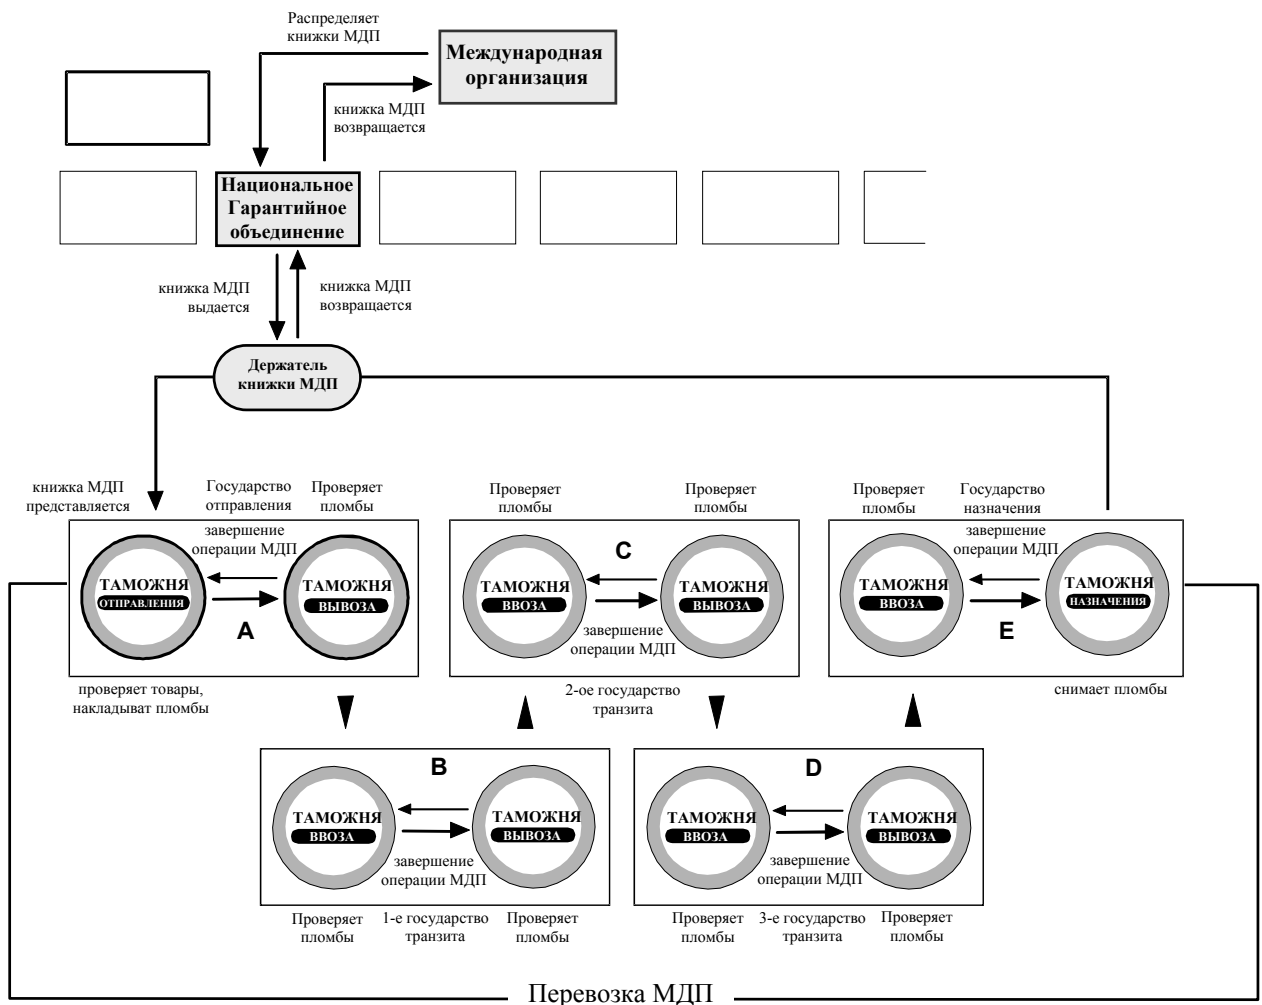 Распределяет
книжки МДП
Международная
организация
книжка МДП
возвращается
Национальное
Гарантийное
объединение
книжка МДП
выдается
книжка МДП
возвращается
Держатель
книжки МДП
книжка МДП
представляется
Государство
отправления
Проверяет
пломбы
завершение
операции МДП
ТАМОЖНЯ
ОТПРАВЛЕНИЯ
ТАМОЖНЯ
ВЫВОЗА
A
проверяет товары,
накладыват пломбы
Проверяет
пломбы
Проверяет
пломбы
C
ТАМОЖНЯ
ВВОЗА
ТАМОЖНЯ
ВЫВОЗА
завершение
операции МДП
2-ое государство
транзита
Проверяет
пломбы
Государство
назначения
завершение
операции МДП
ТАМОЖНЯ
ВВОЗА
ТАМОЖНЯ
НАЗНАЧЕНИЯ
E
снимает пломбы
B
ТАМОЖНЯ
ВВОЗА
ТАМОЖНЯ
ВЫВОЗА
завершение
операции МДП
Проверяет
пломбы
1-е государство
транзита
Проверяет
пломбы
D
ТАМОЖНЯ
ВВОЗА
ТАМОЖНЯ
ВЫВОЗА
завершение
операции МДП
Проверяет
пломбы
3-е государство
транзита
Проверяет
пломбы
Перевозка МДП